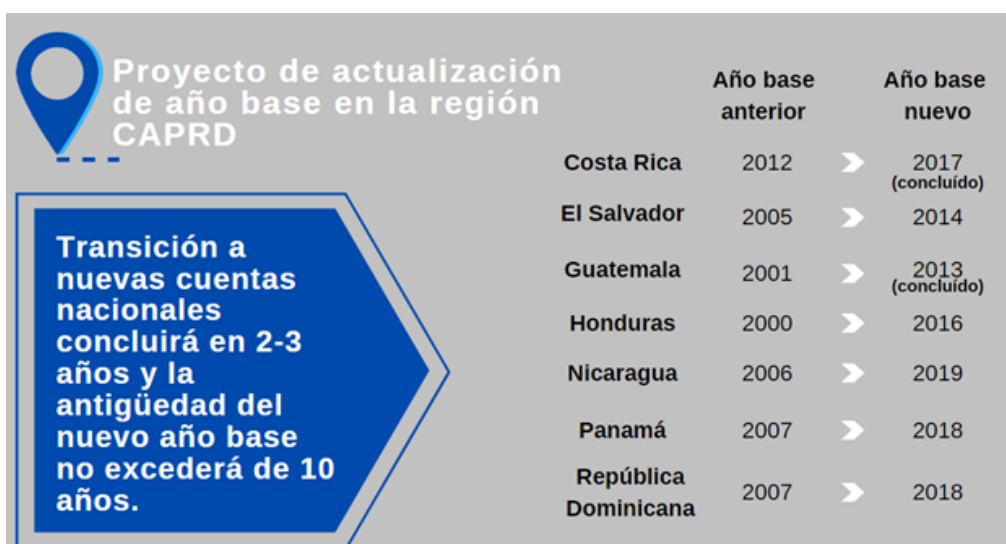 Proyecto de actualización
de año base en la región
CAPRD
Transición a
nuevas cuentas
nacionales
concluirá en 2-3
años y la
antigüedad del
nuevo año base
no excederá de 10
años.
Año base anterior Año base nuevo
Costa Rica 2012 2017
(concluído)
El Salvador 2005 2014
Guatemala 2001 2013
(concluído)
Honduras 2000 2016
Nicaragua 2006 2019
Panamá 2007 2018
República
Dominicana 2007 2018